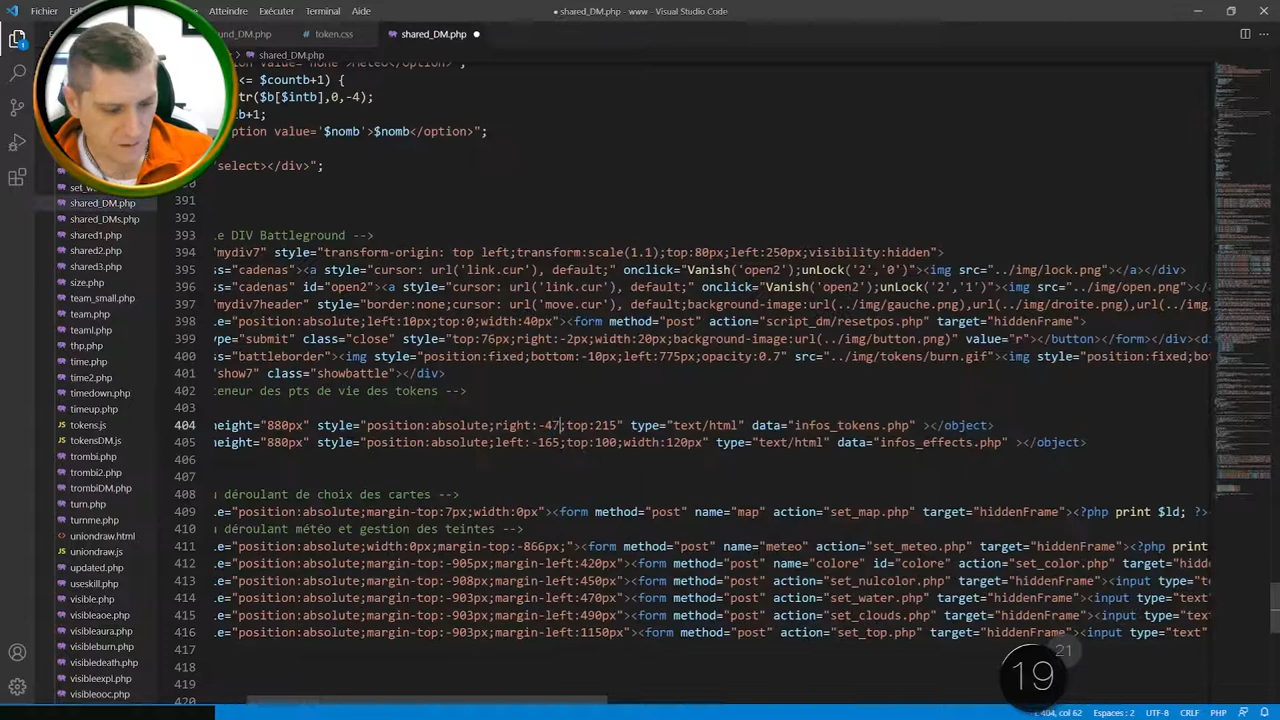 Atteindre Exécuter Terminal Aide
● shared_DM.php - www - Visual Studio Code
und_DM.php token.css shared_DM.php ●
shared_DM.php
<= $countb+1) {
tr($b[$intb],0,-4);
b+1;
ption value='$nomb'>$nomb</option>";
select></div>";
391
392
393 le DIV Battleground ->
394 'mydiv7" style="transform-origin:top left;transform:scale(1.1);top:80px;left:250px;visibility:hidden">
395 ss="cadenas"><a style="cursor: url('link.cur'), default;" onclick="Vanish('open2');unLock('2','0')"><img src="../img/lock.png"></a></div>
396 ss="cadenas" id="open2"><a style="cursor: url('link.cur'), default;" onclick="Vanish('open2');unLock('2','1')"><img src="../img/open.png"></
397 'mydiv7header" style="border:none;cursor: url('link.cur'), default;background-image:url(../img/gauche.png),url(../img/droite.png),url(../img
398 le="position:absolute;left:10px;top:0;width:40px"><form method="post" action="scripts/resetpos.php" target="hiddenFrame">
399 ype="submit" class="close" style="top:76px;right:-2px;width:20px;background-image:url(../img/button.png)" value="r"></button></form></div><d
400 ss="battleborder"><img style="position:fixed;bottom:-10px;left:775px;opacity:0.7" src="../img/tokens/burn.gif"><img style="position:fixed;bo
401 "show7" class="showbattle"></div>
402 teneur des pts de vie des tokens -->
403
404 height="880px" style="position:absolute;right:-47;top:215" type="text/html" data="infos_tokens.php" ></object>
405 height="880px" style="position:absolute;left:-165;top:100;width:120px" type="text/html" data="infos_effects.php" ></object>
406
407
408 u déroulant de choix des cartes -->
409 le="position:absolute;margin-top:7px;width:0px"><form method="post" name="map" action="set_map.php" target="hiddenFrame"><?php print $ld; ?>
410 u déroulant météo et gestion des teintes -->
411 le="position:absolute;width:0px;margin-top:-866px;"><form method="post" name="meteo" action="set_meteo.php" target="hiddenFrame"><?php print
412 le="position:absolute;margin-top:-905px;margin-left:420px"><form method="post" name="colore" id="colore" action="set_color.php" target="hidd
413 le="position:absolute;margin-top:-908px;margin-left:450px"><form method="post" action="set_nulcolor.php" target="hiddenFrame"><input type="t
414 le="position:absolute;margin-top:-903px;margin-left:470px"><form method="post" action="set_water.php" target="hiddenFrame"><input type="text
415 le="position:absolute;margin-top:-903px;margin-left:490px"><form method="post" action="set_clouds.php" target="hiddenFrame"><input type="tex
416 le="position:absolute;margin-top:-903px;margin-left:1150px"><form method="post" action="set_top.php" target="hiddenFrame"><input type="text"
417
418
419
420
shared_DM.php
shared_DMs.php
shared1.php
shared2.php
shared3.php
size.php
team_small.php
team.php
teaml.php
thp.php
time.php
time2.php
timedown.php
timeup.php
tokens.js
tokensDM.js
trombi.php
trombi2.php
trombiDM.php
turn.php
turnme.php
uniondraw.html
uniondraw.js
updated.php
useskill.php
visible.php
visibleaoe.php
visibleaura.php
visibleburn.php
visibledeath.php
visibleexpl.php
visibleooc.php
21
19
L 404, col 62 Espaces : 2 UTF-8 CRLF PHP